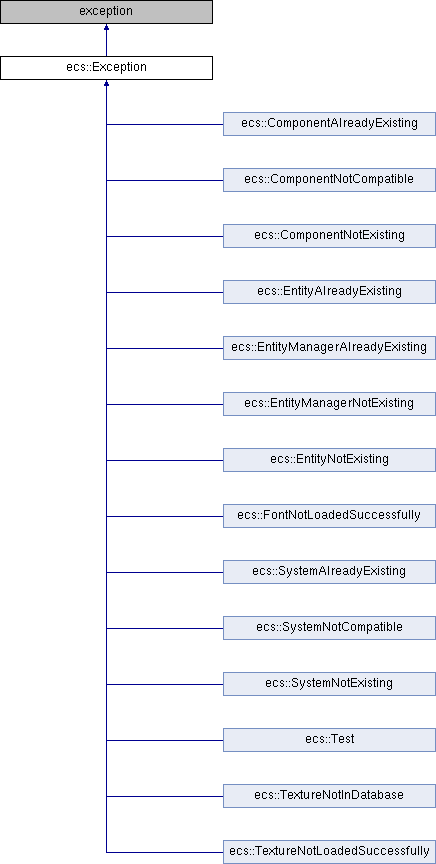 exception
ecs::Exception
ecs::ComponentAlreadyExisting
ecs::ComponentNotCompatible
ecs::ComponentNotExisting
ecs::EntityAlreadyExisting
ecs::EntityManagerAlreadyExisting
ecs::EntityManagerNotExisting
ecs::EntityNotExisting
ecs::FontNotLoadedSuccessfully
ecs::SystemAlreadyExisting
ecs::SystemNotCompatible
ecs::SystemNotExisting
ecs::Test
ecs::TextureNotInDatabase
ecs::TextureNotLoadedSuccessfully